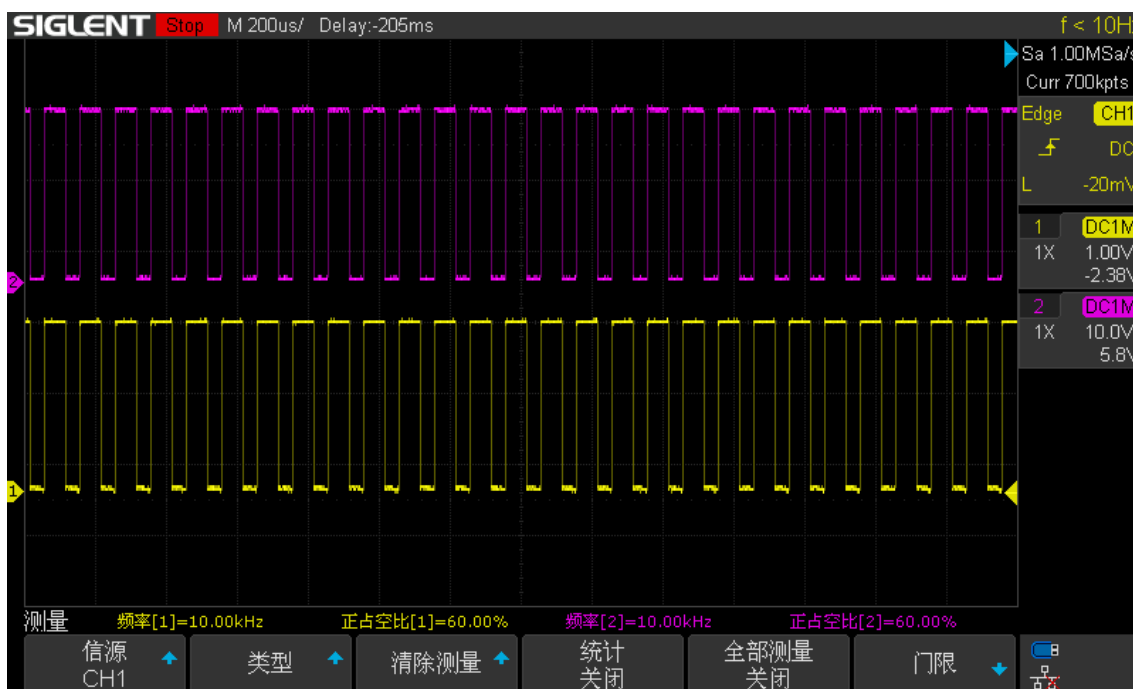 SIGLENT Stop M 200us/ Delay:-205ms f < 10Hz
Sa 1.00MSa/s
Curr 700kpts
Edge CH1
DC
L -20mV
1 DC1M
1X 1.00V
-2.38V
2 DC1M
1X 10.0V
5.8V
2
1
测量 频率[1]=10.00kHz 正占空比[1]=60.00% 频率[2]=10.00kHz 正占空比[2]=60.00%
信源 类型 清除测量 统计 全部测量 门限
CH1 关闭 关闭